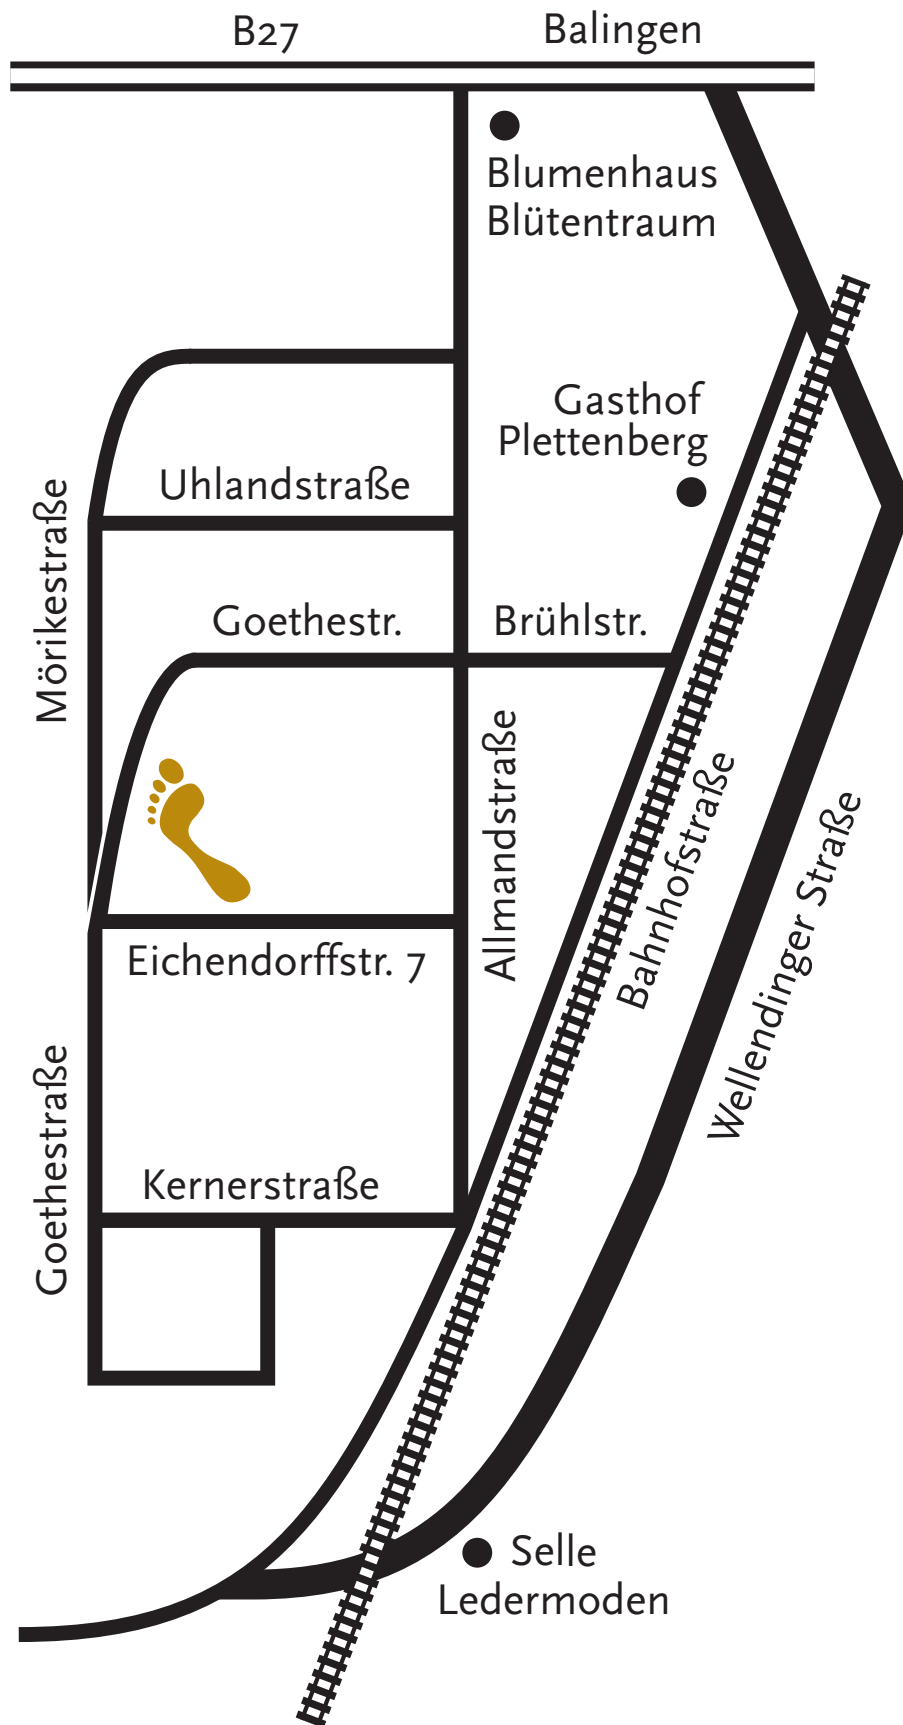 B27
Balingen
Blumenhaus
Blütentraum
Gasthof
Plettenberg
Uhlandstraße
Mörikestraße
Goethestr.
Brühlstr.
Allmandstraße
Bahnhofstraße
Wellendinger Straße
Eichendorffstr. 7
Goethestraße
Kernerstraße
Selle
Ledermoden